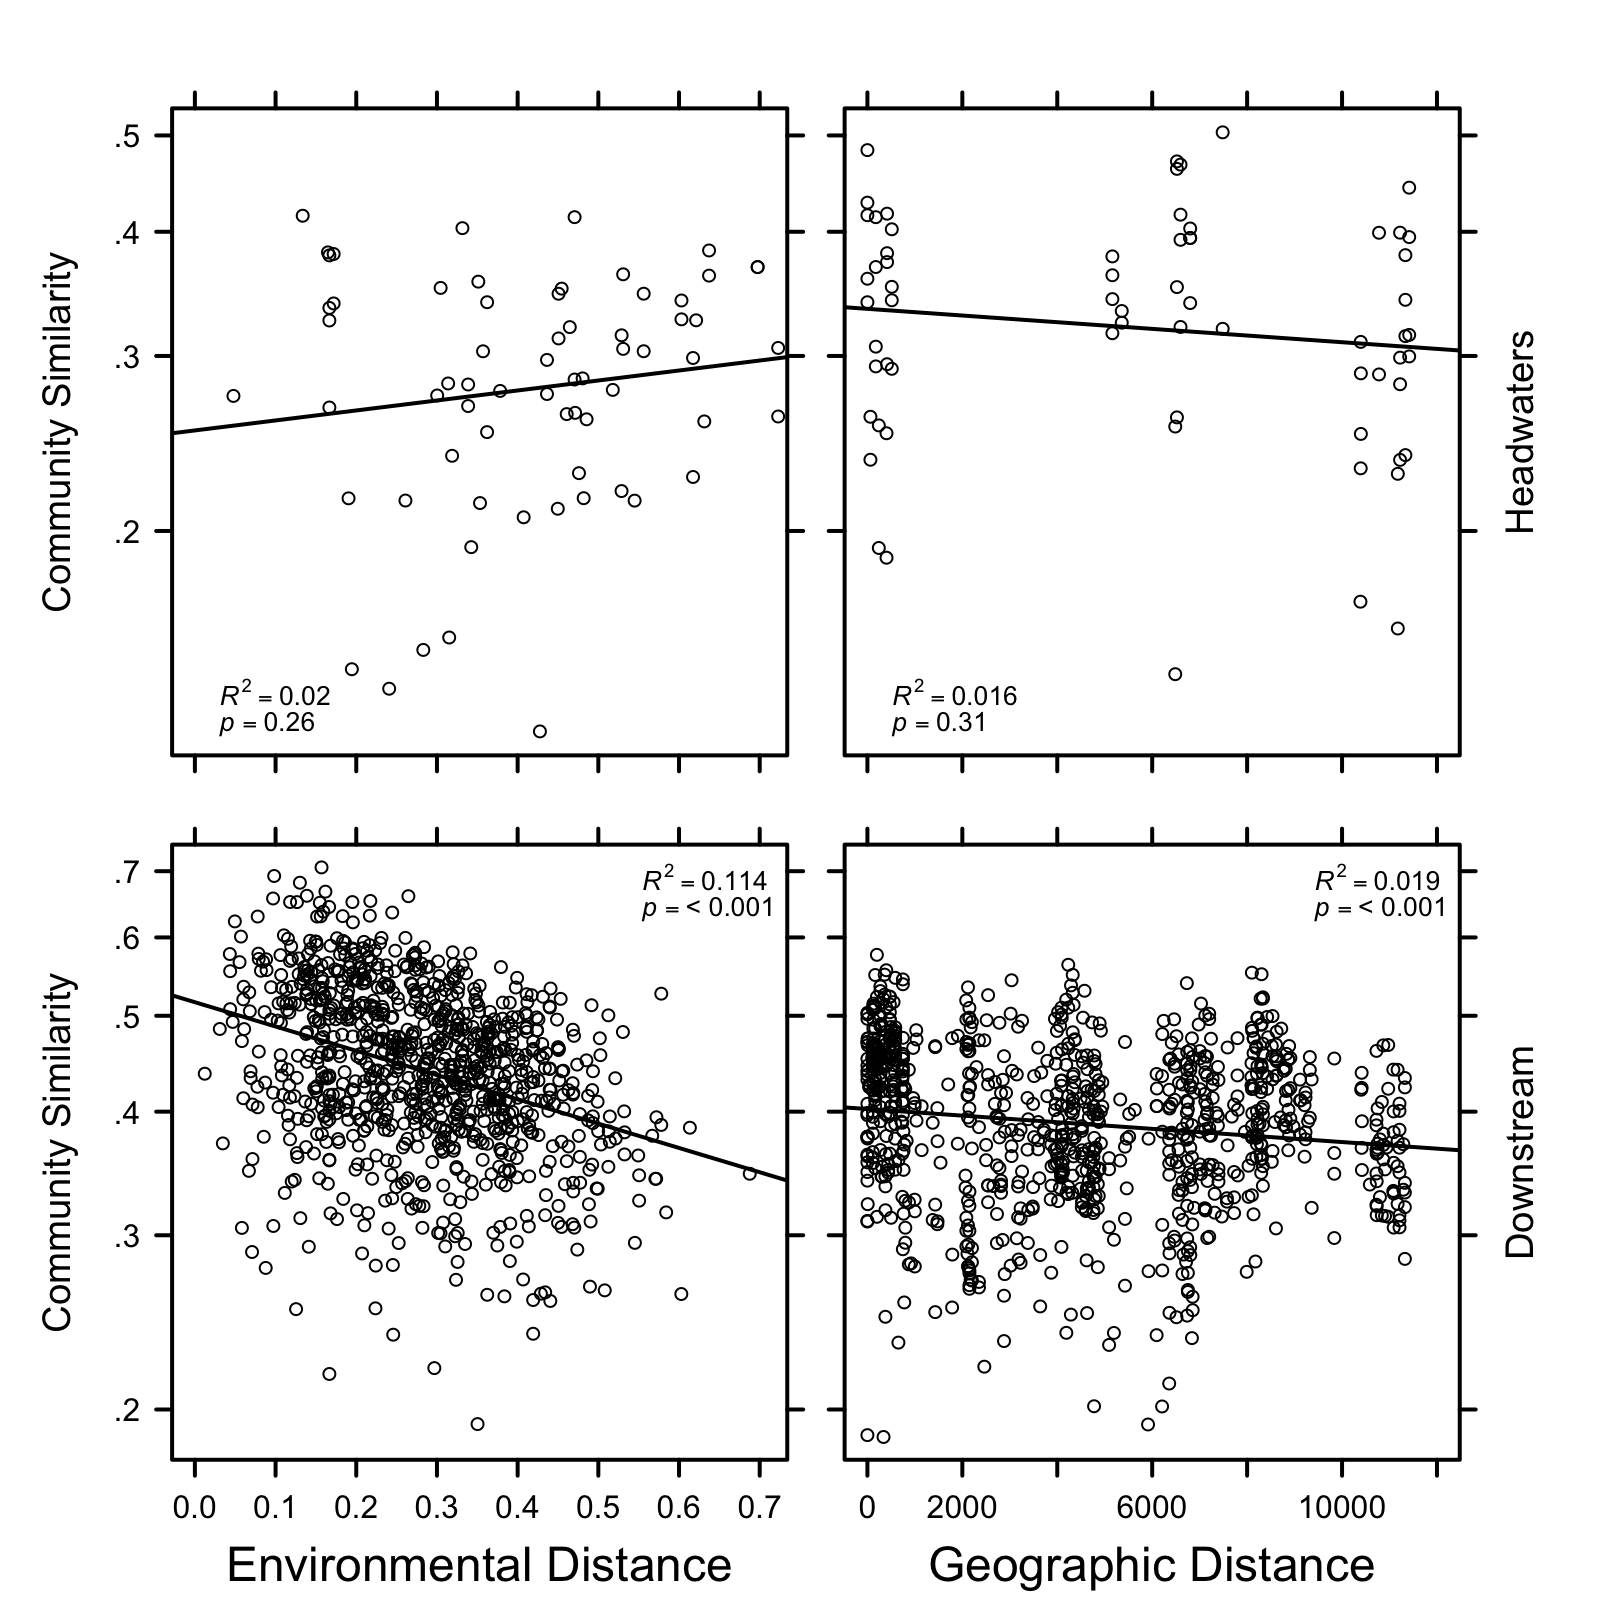 .5
.4
.3
.2
Community Similarity
R2 = 0.02
p = 0.26
R2 = 0.016
p = 0.31
Headwaters
.7
.6
.5
.4
.3
.2
Community Similarity
R2 = 0.114
p = < 0.001
R2 = 0.019
p = < 0.001
Downstream
0.0 0.1 0.2 0.3 0.4 0.5 0.6 0.7
0 2000 6000 10000
Environmental Distance
Geographic Distance